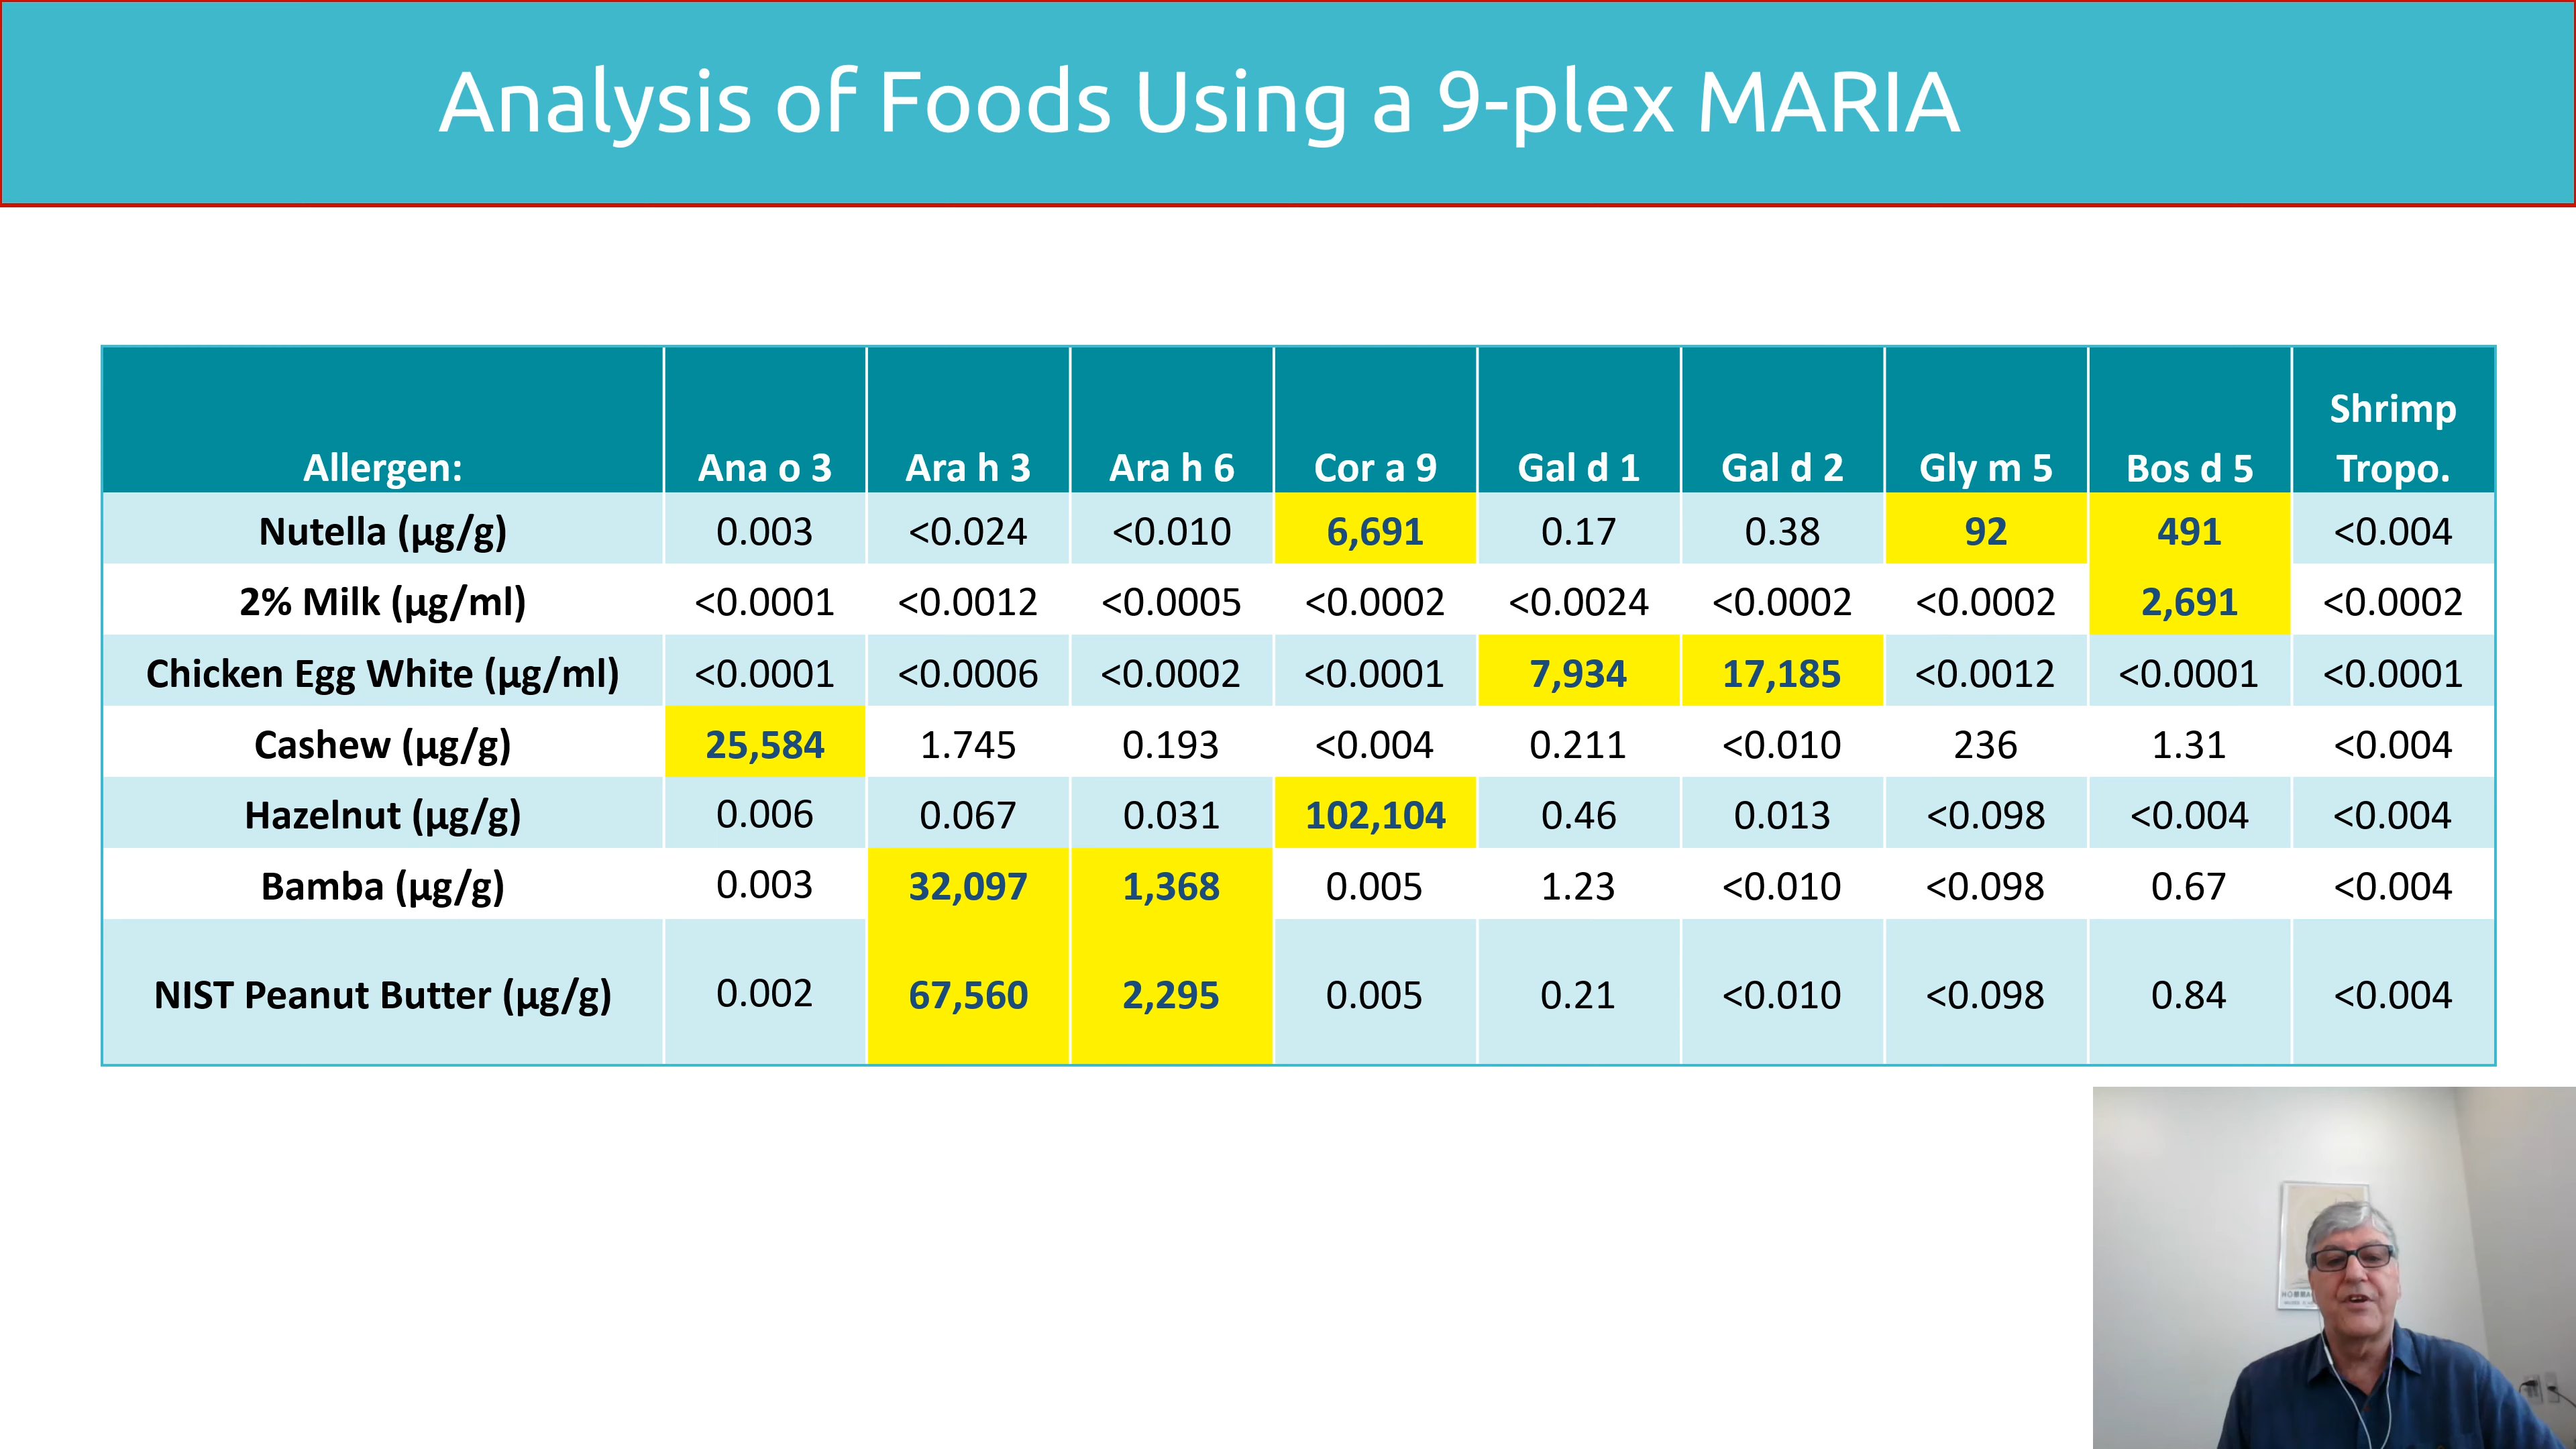 Analysis of Foods Using a 9-plex MARIA
Allergen: Ana o 3 Ara h 3 Ara h 6 Cor a 9 Gal d 1 Gal d 2 Gly m 5 Bos d 5 Shrimp Tropo.
Nutella (µg/g) 0.003 <0.024 <0.010 6,691 0.17 0.38 92 491 <0.004
2% Milk (µg/ml) <0.0001 <0.0012 <0.0005 <0.0002 <0.0024 <0.0002 <0.0002 2,691 <0.0002
Chicken Egg White (µg/ml) <0.0001 <0.0006 <0.0002 <0.0001 7,934 17,185 <0.0012 <0.0001 <0.0001
Cashew (µg/g) 25,584 1.745 0.193 <0.004 0.211 <0.010 236 1.31 <0.004
Hazelnut (µg/g) 0.006 0.067 0.031 102,104 0.46 0.013 <0.098 <0.004 <0.004
Bamba (µg/g) 0.003 32,097 1,368 0.005 1.23 <0.010 <0.098 0.67 <0.004
NIST Peanut Butter (µg/g) 0.002 67,560 2,295 0.005 0.21 <0.010 <0.098 0.84 <0.004